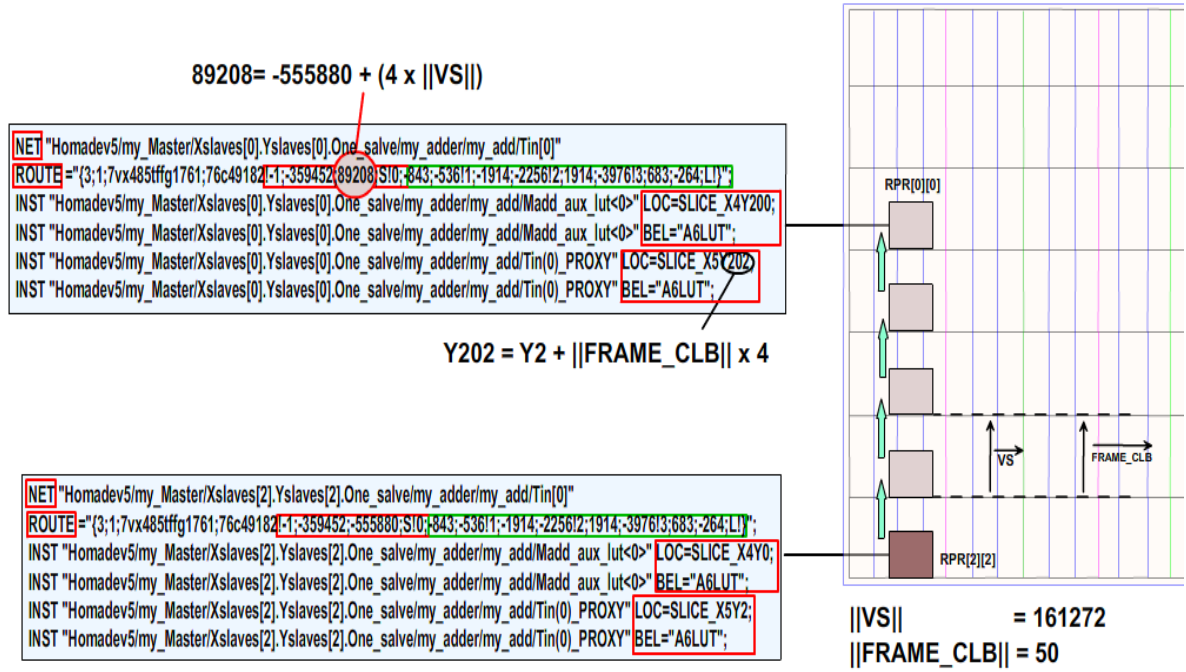 89208= -555880 + (4 x ||VS||)
NET "Homadev5/my_Master/Xslaves[0].Yslaves[0].One_salve/my_adder/my_add/Tin[0]"
ROUTE ="{3;1;7vx485tffg1761;76c49182!-1;-359452;89208;S!0;-843;-536!1;-1914;-2256!2;1914;-3976!3;683;-264;L!}";
INST "Homadev5/my_Master/Xslaves[0].Yslaves[0].One_salve/my_adder/my_add/Madd_aux_lut<0>" LOC=SLICE_X4Y200;
INST "Homadev5/my_Master/Xslaves[0].Yslaves[0].One_salve/my_adder/my_add/Madd_aux_lut<0>" BEL="A6LUT";
INST "Homadev5/my_Master/Xslaves[0].Yslaves[0].One_salve/my_adder/my_add/Tin(0)_PROXY" LOC=SLICE_X5Y202;
INST "Homadev5/my_Master/Xslaves[0].Yslaves[0].One_salve/my_adder/my_add/Tin(0)_PROXY" BEL="A6LUT";
Y202 = Y2 + ||FRAME_CLB|| x 4
NET "Homadev5/my_Master/Xslaves[2].Yslaves[2].One_salve/my_adder/my_add/Tin[0]"
ROUTE ="{3;1;7vx485tffg1761;76c49182!-1;-359452;-555880;S!0;-843;-536!1;-1914;-2256!2;1914;-3976!3;683;-264;L!}";
INST "Homadev5/my_Master/Xslaves[2].Yslaves[2].One_salve/my_adder/my_add/Madd_aux_lut<0>" LOC=SLICE_X4Y0;
INST "Homadev5/my_Master/Xslaves[2].Yslaves[2].One_salve/my_adder/my_add/Madd_aux_lut<0>" BEL="A6LUT";
INST "Homadev5/my_Master/Xslaves[2].Yslaves[2].One_salve/my_adder/my_add/Tin(0)_PROXY" LOC=SLICE_X5Y2;
INST "Homadev5/my_Master/Xslaves[2].Yslaves[2].One_salve/my_adder/my_add/Tin(0)_PROXY" BEL="A6LUT";
RPR[0][0]
VS
FRAME_CLB
RPR[2][2]
||VS|| = 161272
||FRAME_CLB|| = 50